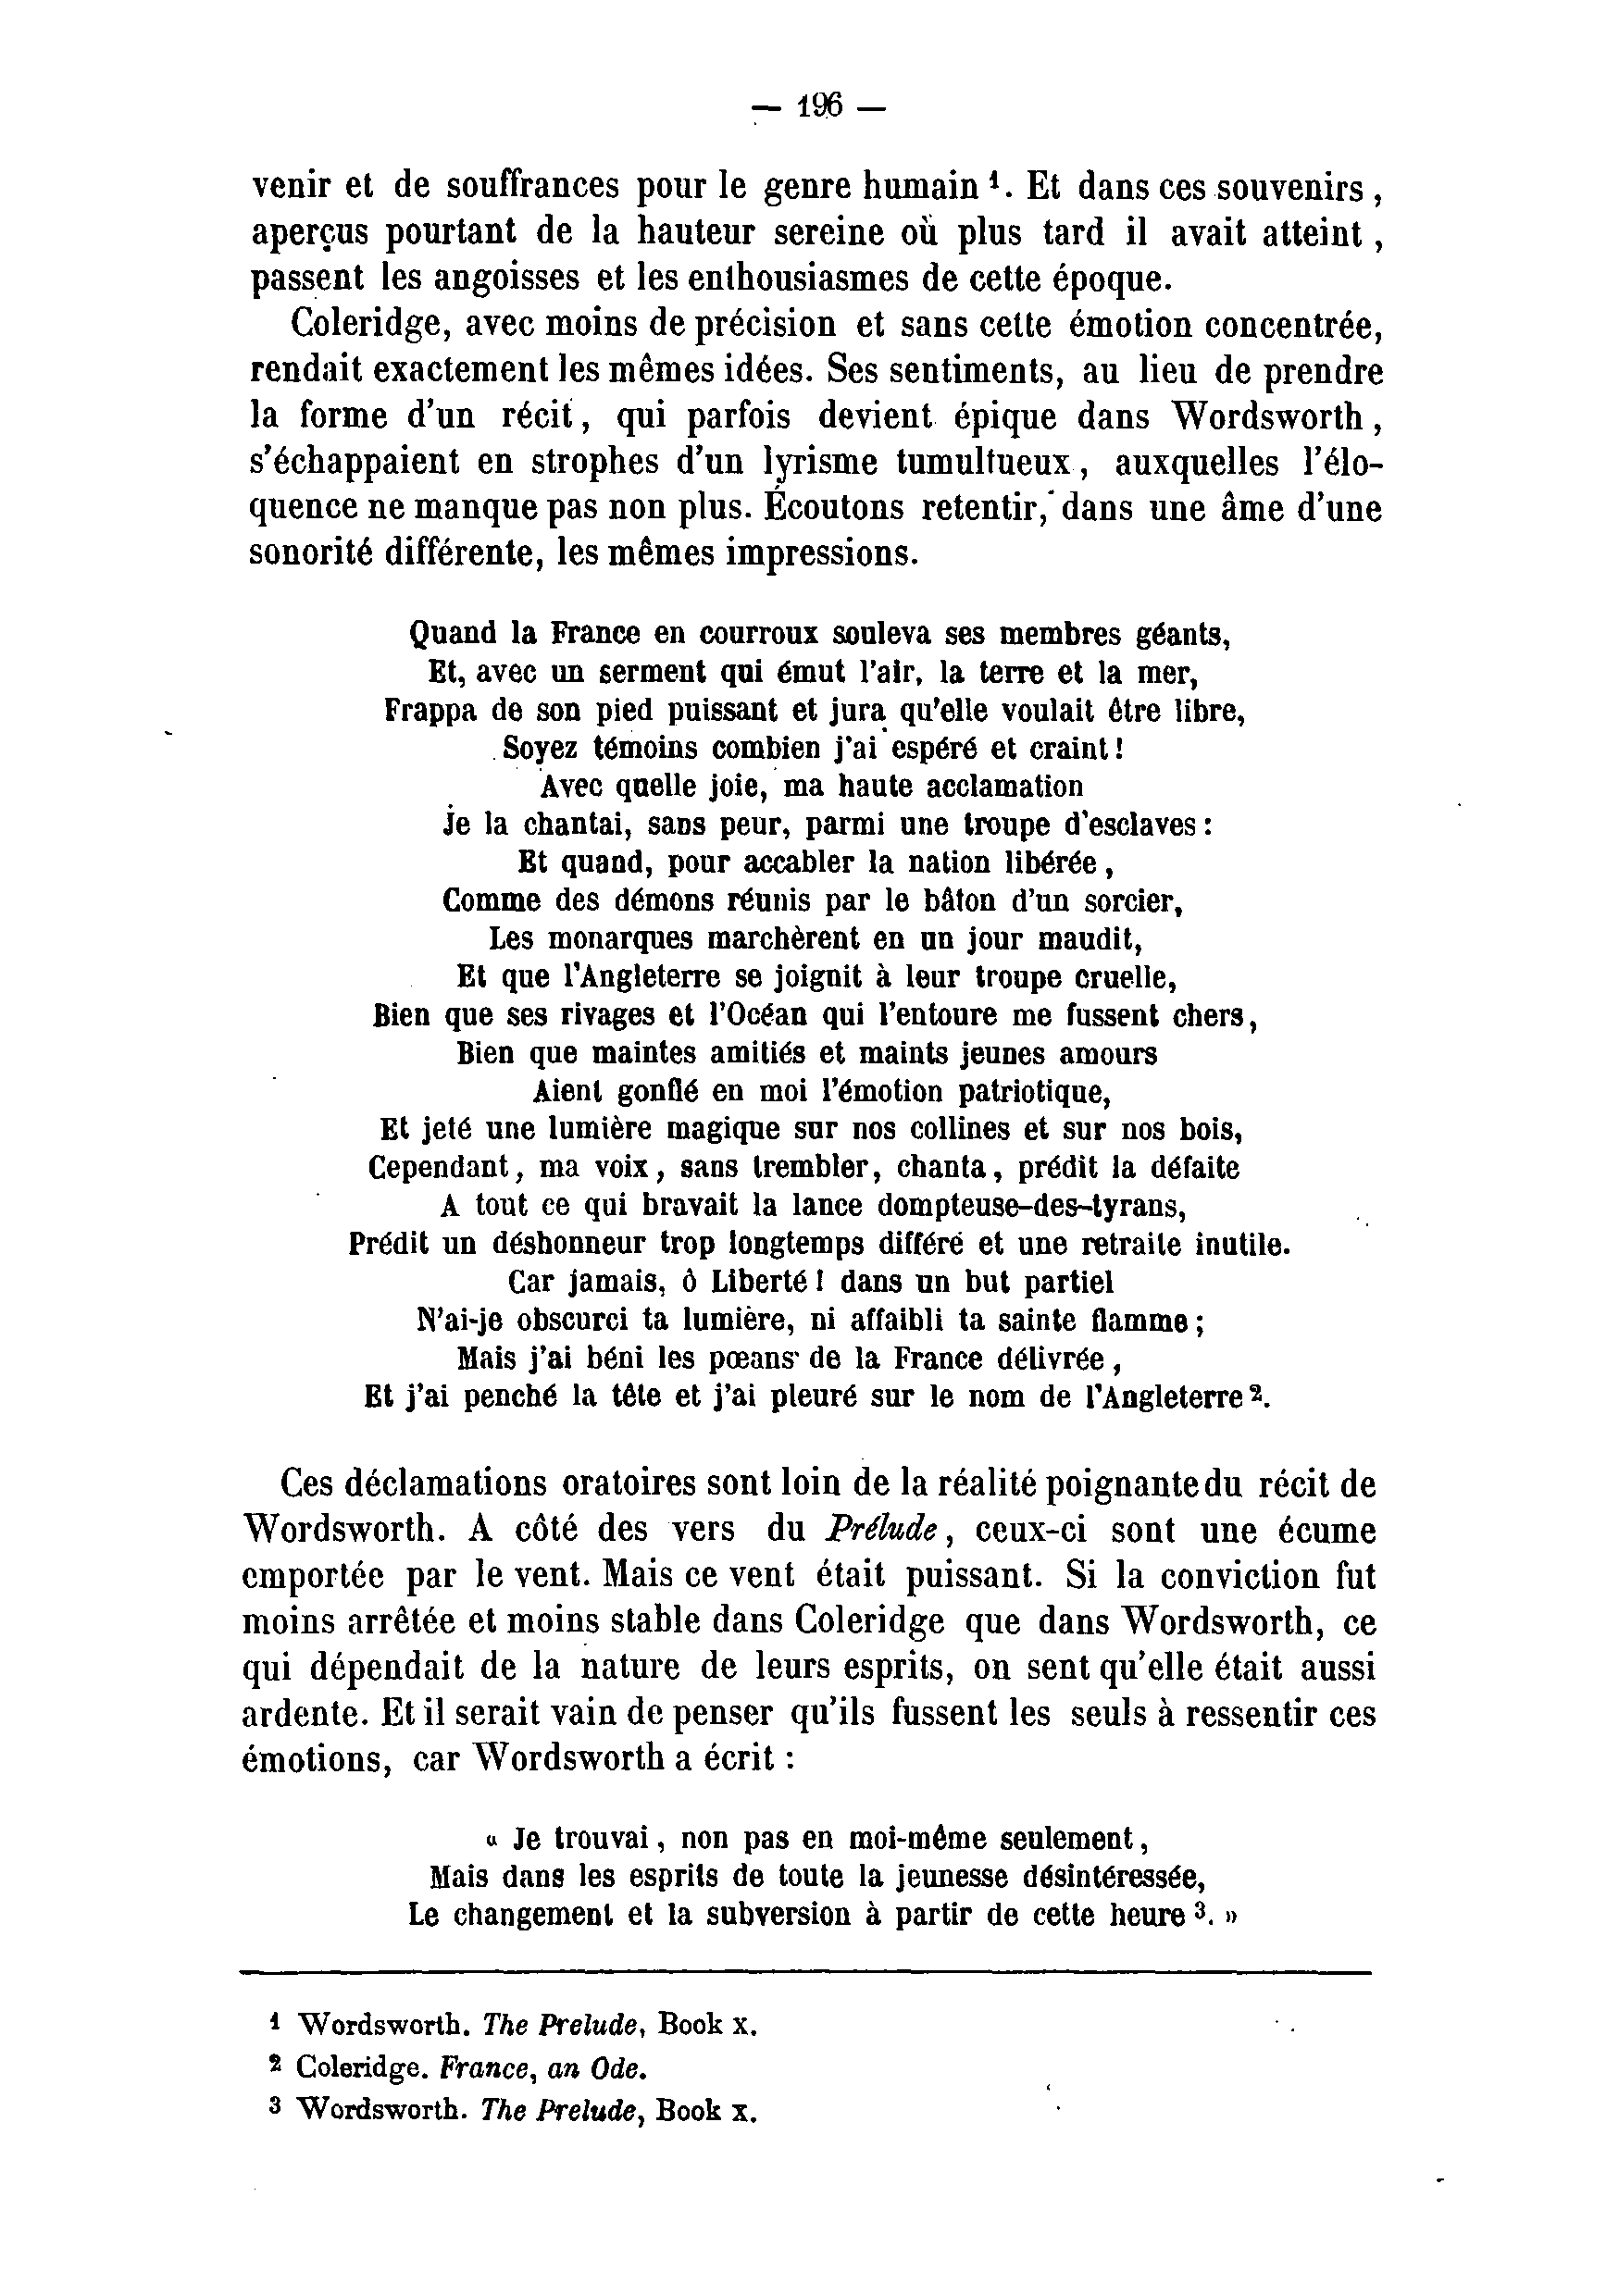 — 196 —
venir et de souffrances pour le genre humain ¹. Et dans ces souvenirs,
aperçus pourtant de la hauteur sereine où plus tard il avait atteint,
passent les angoisses et les enthousiasmes de cette époque.
Coleridge, avec moins de précision et sans cette émotion concentrée,
rendait exactement les mêmes idées. Ses sentiments, au lieu de prendre
la forme d'un récit, qui parfois devient épique dans Wordsworth,
s'échappaient en strophes d'un lyrisme tumultueux, auxquelles l'élo-
quence ne manque pas non plus. Écoutons retentir, dans une âme d'une
sonorité différente, les mêmes impressions.
Quand la France en courroux souleva ses membres géants,
Et, avec un serment qui émut l'air, la terre et la mer,
Frappa de son pied puissant et jura qu'elle voulait être libre,
Soyez témoins combien j'ai espéré et craint!
Avec quelle joie, ma haute acclamation
je la chantai, sans peur, parmi une troupe d'esclaves :
Et quand, pour accabler la nation libérée,
Comme des démons réunis par le bâton d'un sorcier,
Les monarques marchèrent en un jour maudit,
Et que l'Angleterre se joignit à leur troupe cruelle,
Bien que ses rivages et l'Océan qui l'entoure me fussent chers,
Bien que maintes amitiés et maints jeunes amours
Aient gonflé en moi l'émotion patriotique,
Et jeté une lumière magique sur nos collines et sur nos bois,
Cependant, ma voix, sans trembler, chanta, prédit la défaite
A tout ce qui bravait la lance dompteuse-des-tyrans,
Prédit un déshonneur trop longtemps différé et une retraite inutile.
Car jamais, ô Liberté! dans un but partiel
N'ai-je obscurci ta lumière, ni affaibli ta sainte flamme;
Mais j'ai béni les pœans de la France délivrée,
Et j'ai penché la tête et j'ai pleuré sur le nom de l'Angleterre ².
Ces déclamations oratoires sont loin de la réalité poignante du récit de
Wordsworth. A côté des vers du Prélude, ceux-ci sont une écume
emportée par le vent. Mais ce vent était puissant. Si la conviction fut
moins arrêtée et moins stable dans Coleridge que dans Wordsworth, ce
qui dépendait de la nature de leurs esprits, on sent qu'elle était aussi
ardente. Et il serait vain de penser qu'ils fussent les seuls à ressentir ces
émotions, car Wordsworth a écrit :
« Je trouvai, non pas en moi-même seulement,
Mais dans les esprits de toute la jeunesse désintéressée,
Le changement et la subversion à partir de cette heure ³. »
¹ Wordsworth. The Prelude, Book x.
² Coleridge. France, an Ode.
³ Wordsworth. The Prelude, Book x.